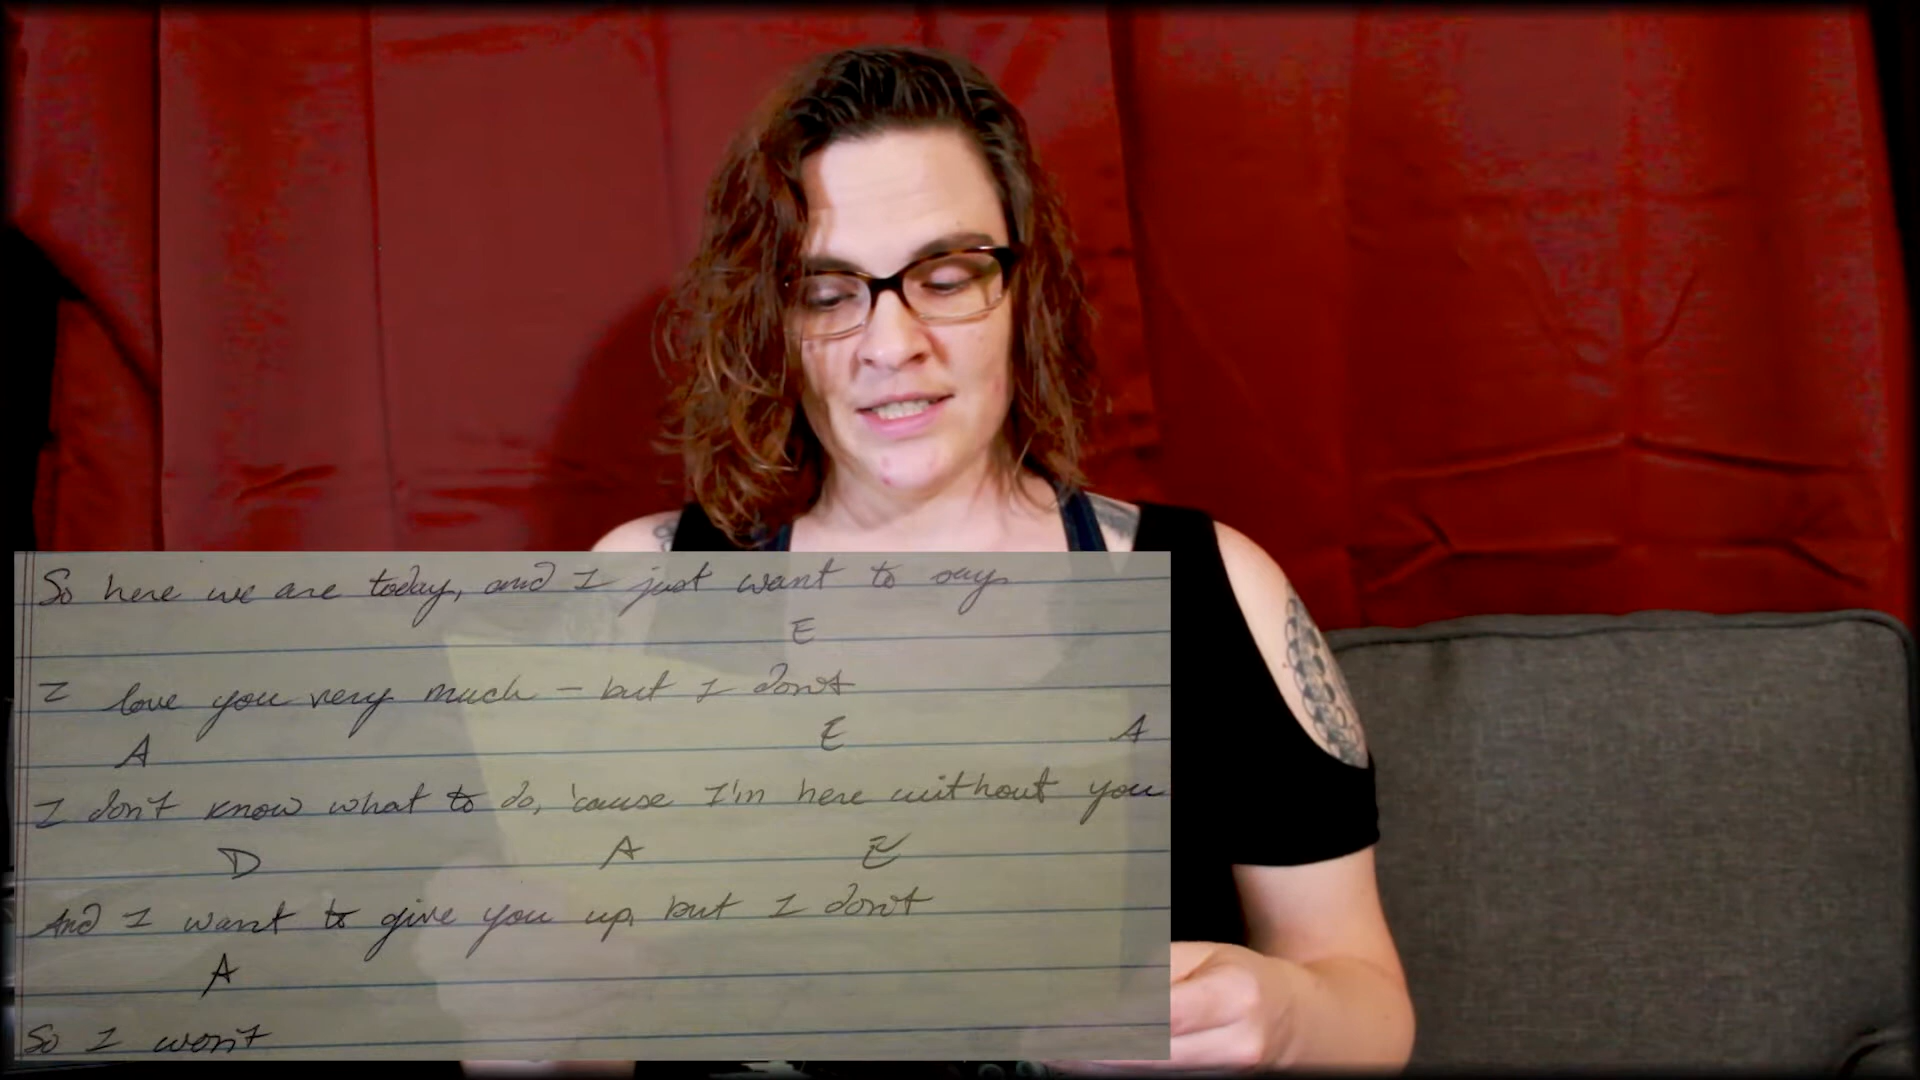 So here we are today, and I just want to say
E
I love you very much - but I don't
A E A
I don't know what to do, 'cause I'm here without you
D A E
And I want to give you up, but I don't
A
So I won't